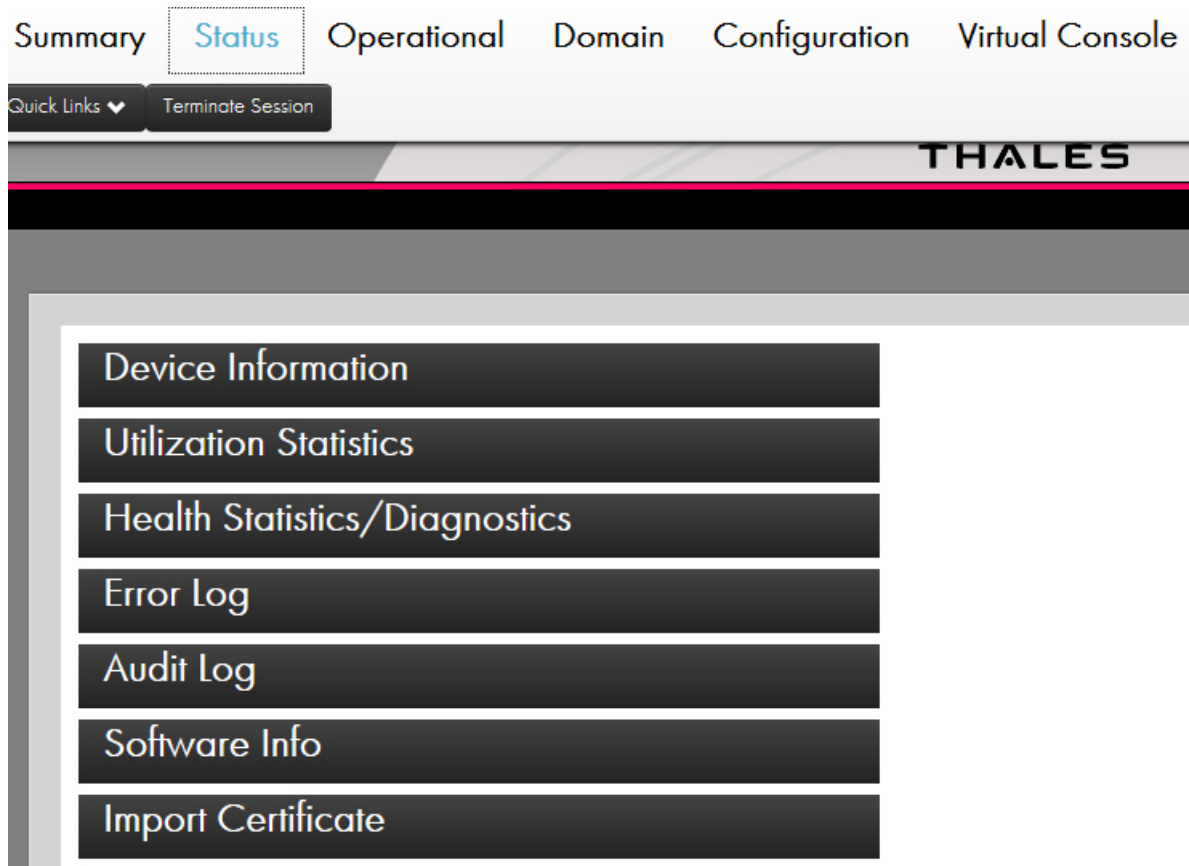 Summary Status Operational Domain Configuration Virtual Console
Quick Links Terminate Session
THALES
Device Information
Utilization Statistics
Health Statistics/Diagnostics
Error Log
Audit Log
Software Info
Import Certificate